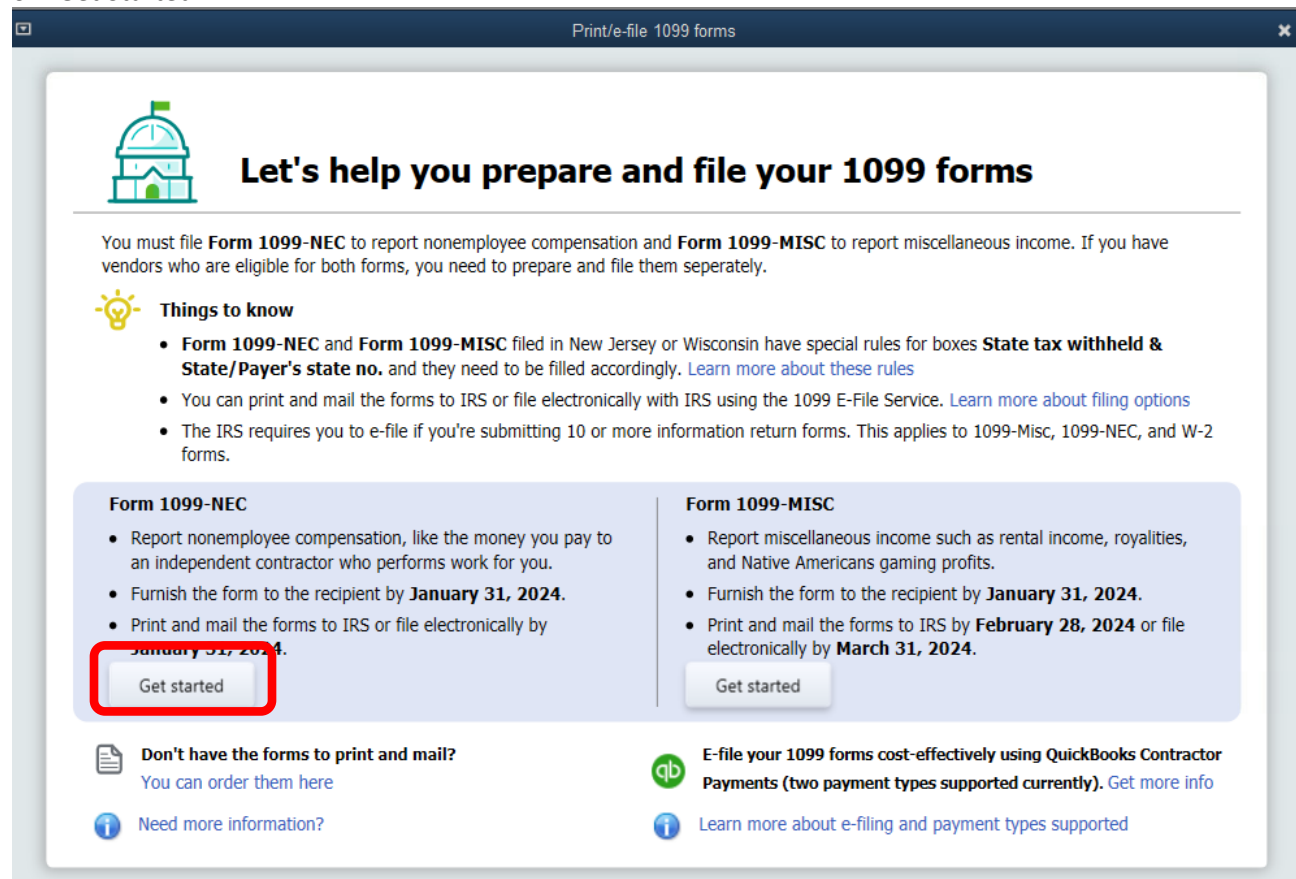 Print/e-file 1099 forms
Let's help you prepare and file your 1099 forms
You must file Form 1099-NEC to report nonemployee compensation and Form 1099-MISC to report miscellaneous income. If you have
vendors who are eligible for both forms, you need to prepare and file them seperately.
Things to know
• Form 1099-NEC and Form 1099-MISC filed in New Jersey or Wisconsin have special rules for boxes State tax withheld &
State/Payer's state no. and they need to be filled accordingly. Learn more about these rules
• You can print and mail the forms to IRS or file electronically with IRS using the 1099 E-File Service. Learn more about filing options
• The IRS requires you to e-file if you're submitting 10 or more information return forms. This applies to 1099-Misc, 1099-NEC, and W-2
forms.
Form 1099-NEC
• Report nonemployee compensation, like the money you pay to
an independent contractor who performs work for you.
• Furnish the form to the recipient by January 31, 2024.
• Print and mail the forms to IRS or file electronically by
January 31, 2024.
Get started
Form 1099-MISC
• Report miscellaneous income such as rental income, royalities,
and Native Americans gaming profits.
• Furnish the form to the recipient by January 31, 2024.
• Print and mail the forms to IRS by February 28, 2024 or file
electronically by March 31, 2024.
Get started
Don't have the forms to print and mail?
You can order them here
Need more information?
qb
E-file your 1099 forms cost-effectively using QuickBooks Contractor
Payments (two payment types supported currently). Get more info
Learn more about e-filing and payment types supported